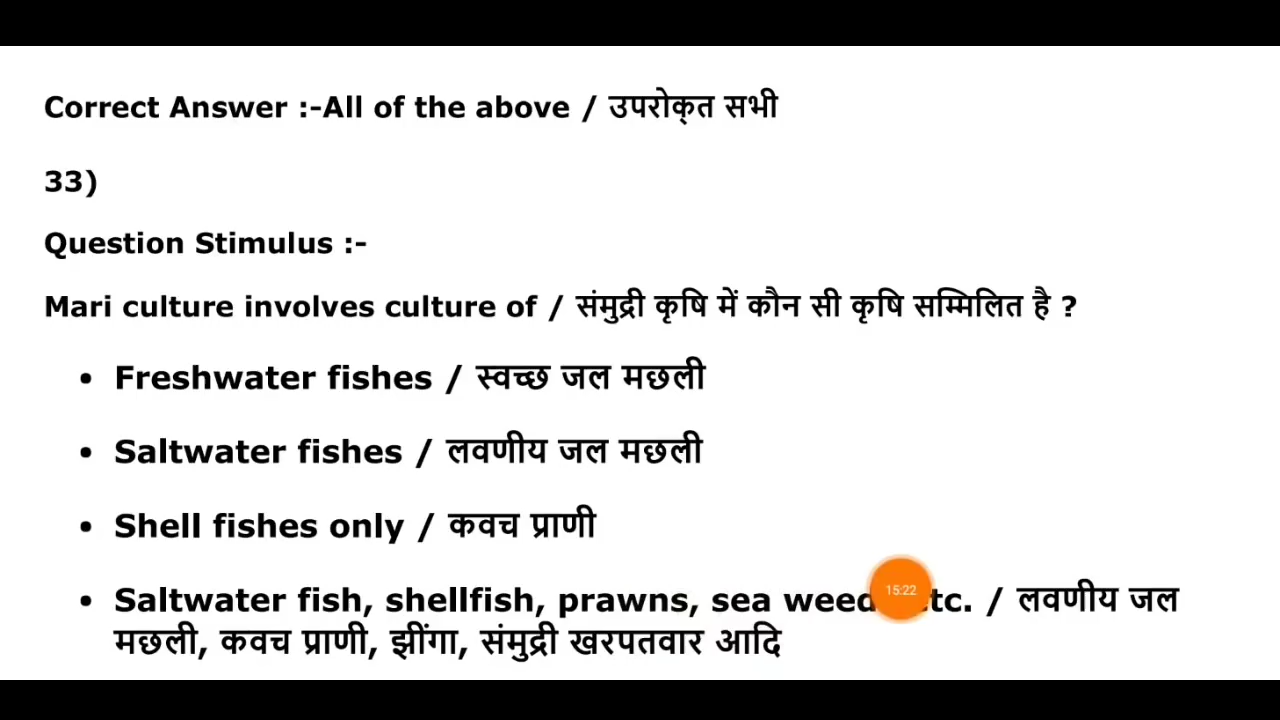 Correct Answer :-All of the above / उपरोक्त सभी
33)
Question Stimulus :-
Mari culture involves culture of / संमुद्री कृषि में कौन सी कृषि सम्मिलित है ?
• Freshwater fishes / स्वच्छ जल मछली
• Saltwater fishes / लवणीय जल मछली
• Shell fishes only / कवच प्राणी
• Saltwater fish, shellfish, prawns, sea weed etc. / लवणीय जल
मछली, कवच प्राणी, झींगा, संमुद्री खरपतवार आदि
15:22